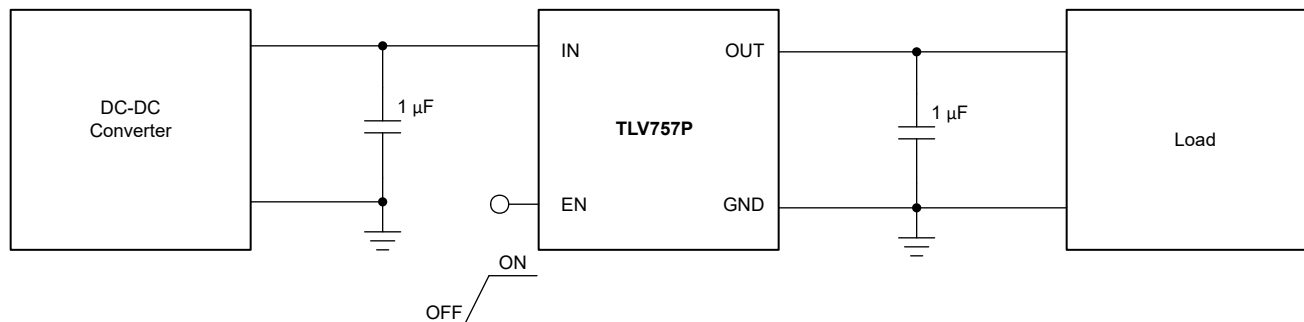 DC-DC
Converter
1 µF
IN
OUT
TLV757P
EN
GND
1 µF
Load
ON
OFF